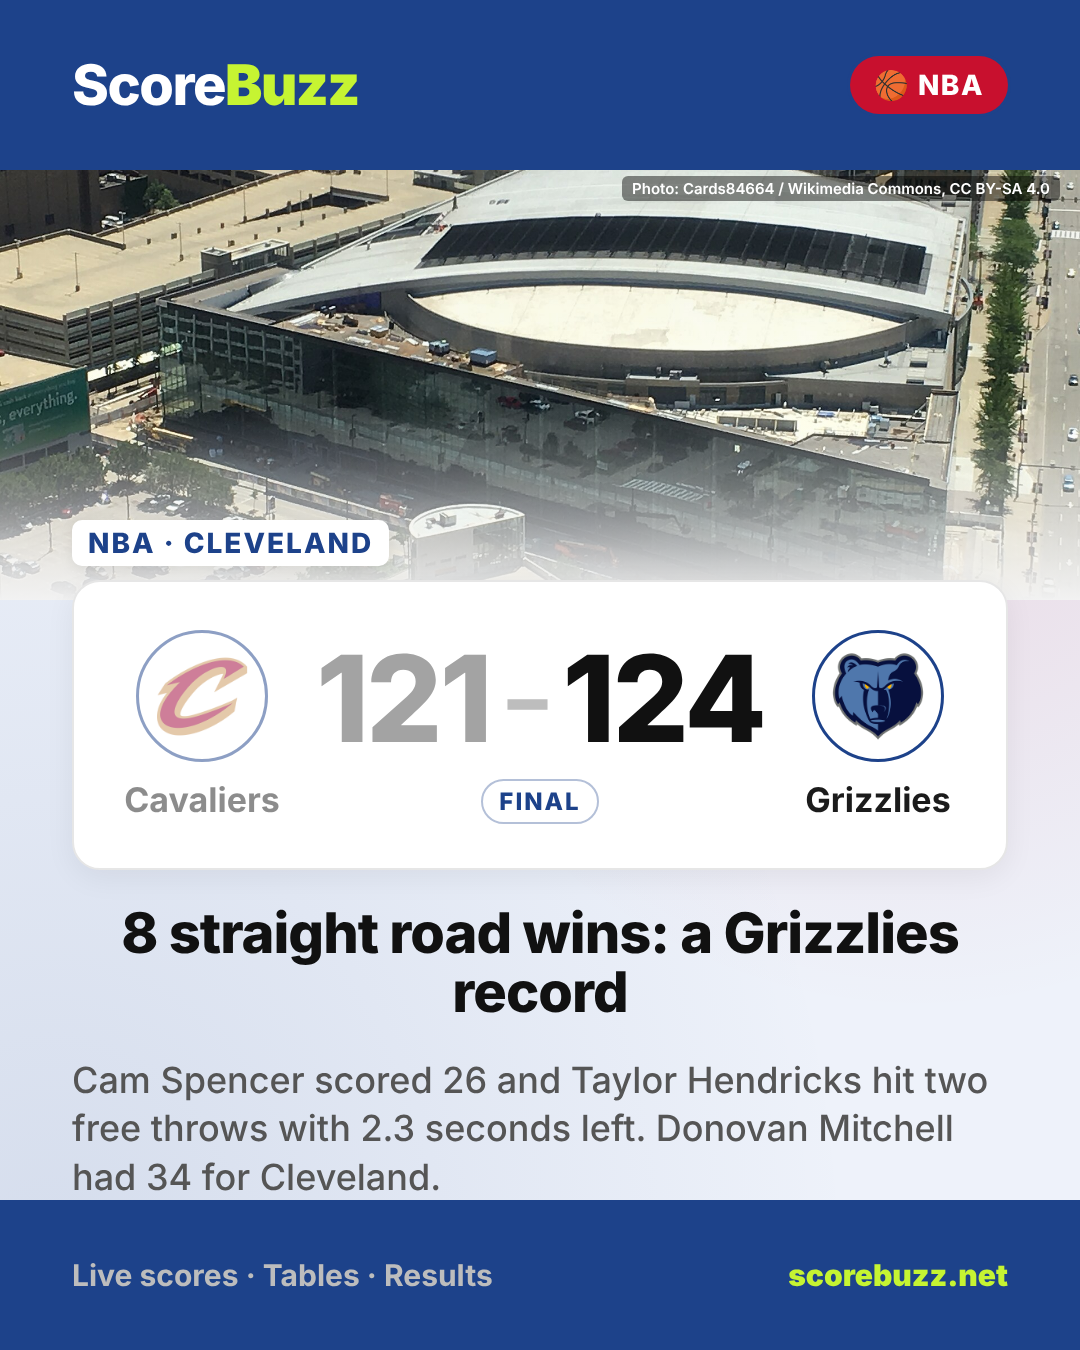 ScoreBuzz
NBA
Photo: Cards84664 / Wikimedia Commons, CC BY-SA 4.0
everything.
NBA · CLEVELAND
C
121 - 124
Cavaliers
FINAL
Grizzlies
8 straight road wins: a Grizzlies
record
Cam Spencer scored 26 and Taylor Hendricks hit two
free throws with 2.3 seconds left. Donovan Mitchell
had 34 for Cleveland.
Live scores · Tables · Results
scorebuzz.net